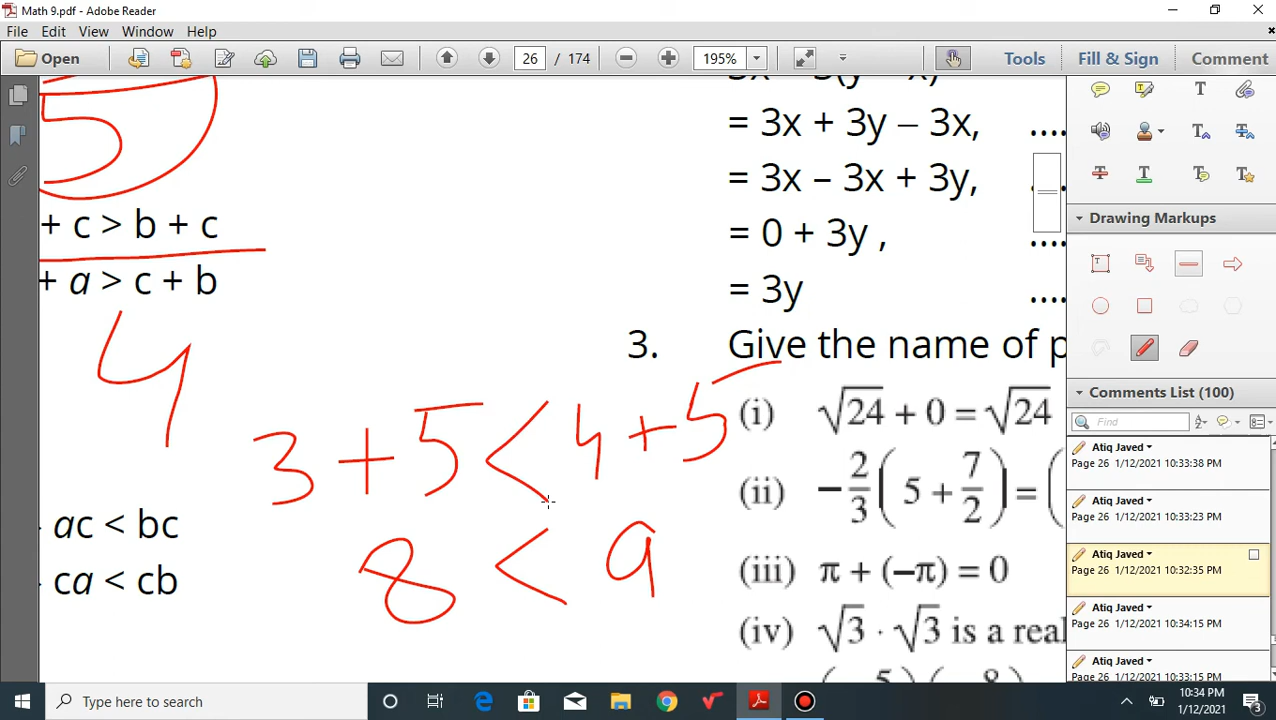 Math 9.pdf - Adobe Reader
File Edit View Window Help
Open 26 / 174 195% Tools Fill & Sign Comment
5
+ c > b + c
+ a > c + b
4
3 + 5 < 4 + 5
8 < 9
ac < bc
ca < cb
= 3x + 3y – 3x,
= 3x – 3x + 3y,
= 0 + 3y ,
= 3y
3. Give the name of p
(i) √24 + 0 = √24
(ii) −2/3 ( 5 + 7/2 ) = (
(iii) π + (−π) = 0
(iv) √3 · √3 is a real
Drawing Markups
Comments List (100)
Find
Atiq Javed
Page 26 1/12/2021 10:33:38 PM
Atiq Javed
Page 26 1/12/2021 10:33:23 PM
Atiq Javed
Page 26 1/12/2021 10:32:35 PM
Atiq Javed
Page 26 1/12/2021 10:34:15 PM
Atiq Javed
Page 26 1/12/2021 10:34:21 PM
Type here to search
10:34 PM
1/12/2021
3